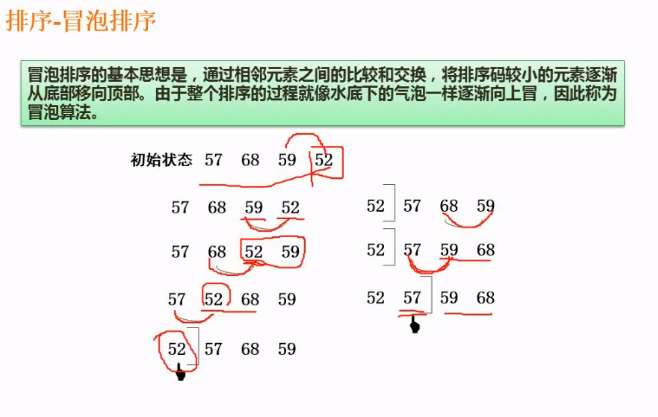 排序-冒泡排序
冒泡排序的基本思想是，通过相邻元素之间的比较和交换，将排序码较小的元素逐渐
从底部移向顶部。由于整个排序的过程就像水底下的气泡一样逐渐向上冒，因此称为
冒泡算法。
初始状态 57 68 59 52
57 68 59 52
57 68 52 59
57 52 68 59
52 57 68 59
52 57 68 59
52 57 59 68
52 57 59 68